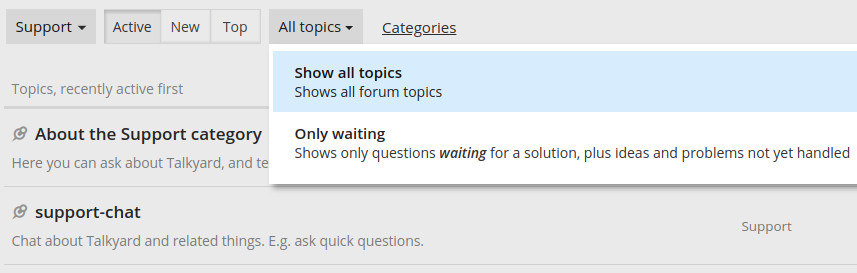 Support Active New Top All topics Categories
Show all topics
Topics, recently active first Shows all forum topics
About the Support category Only waiting
Here you can ask about Talkyard, and te Shows only questions waiting for a solution, plus ideas and problems not yet handled
support-chat
Support
Chat about Talkyard and related things. E.g. ask quick questions.